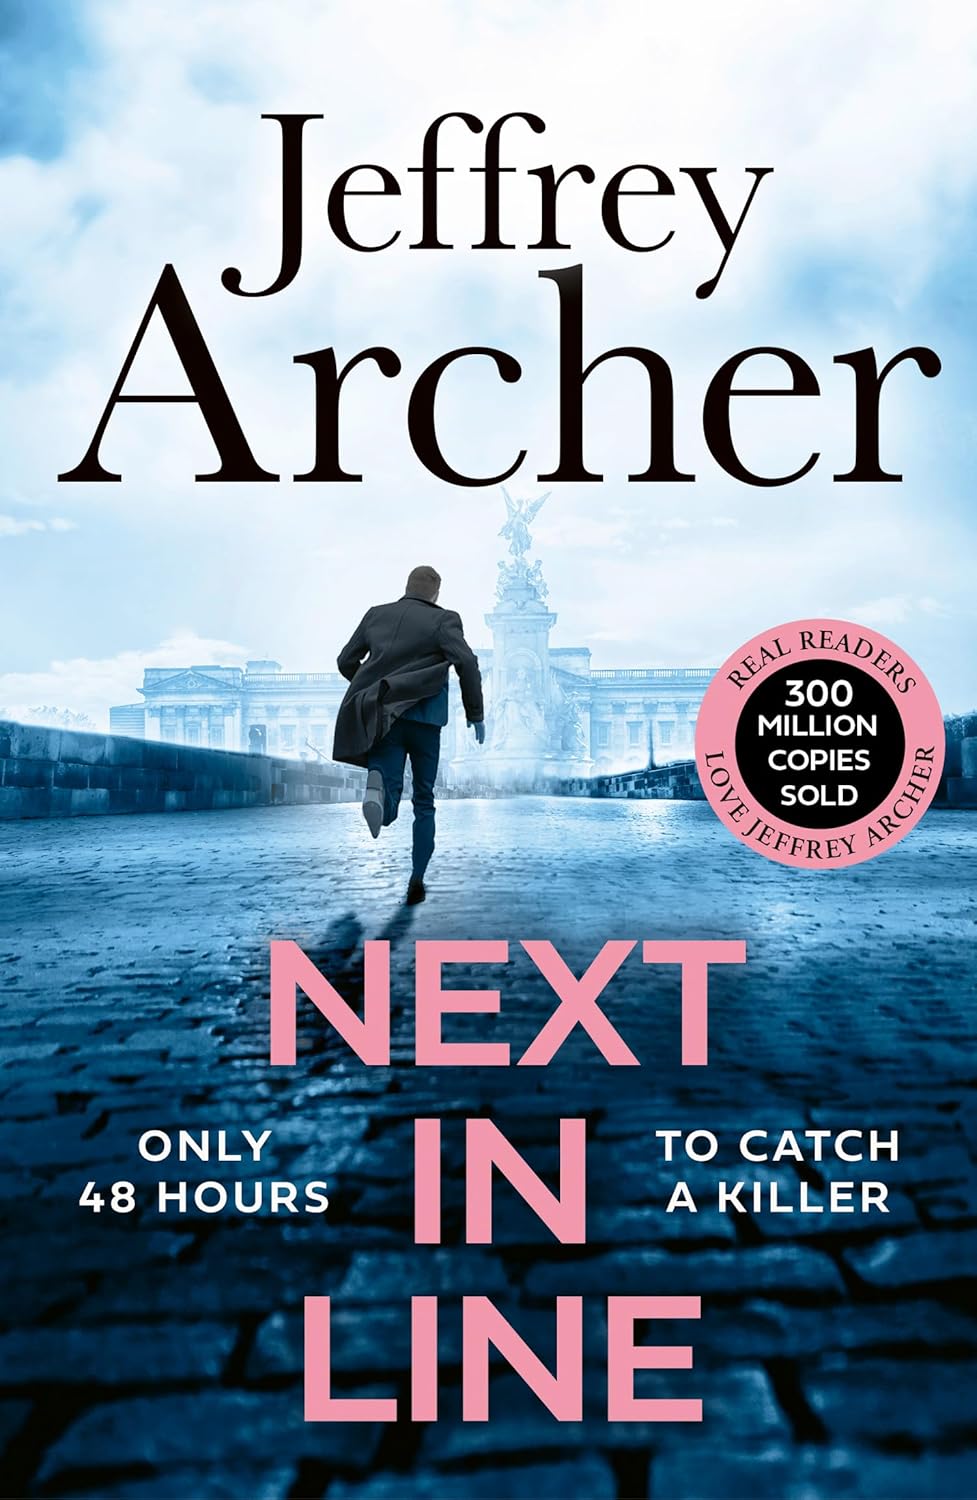 Jeffrey
Archer
REAL READERS
300
MILLION
COPIES
SOLD
LOVE JEFFREY ARCHER
NEXT
IN
LINE
ONLY
48 HOURS
TO CATCH
A KILLER